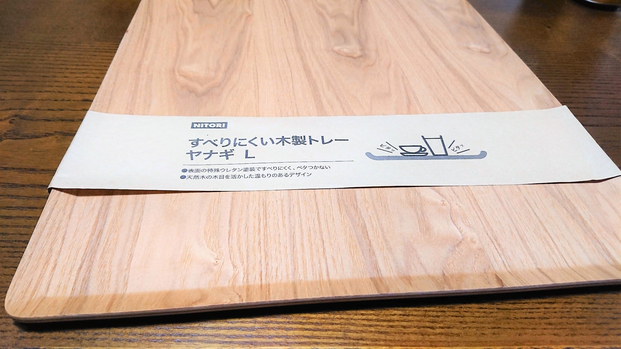 NITORI
すべりにくい木製トレー
ヤナギ L
●表面の特殊ウレタン塗装ですべりにくく、ベタつかない
●天然木の木目を活かした温もりのあるデザイン